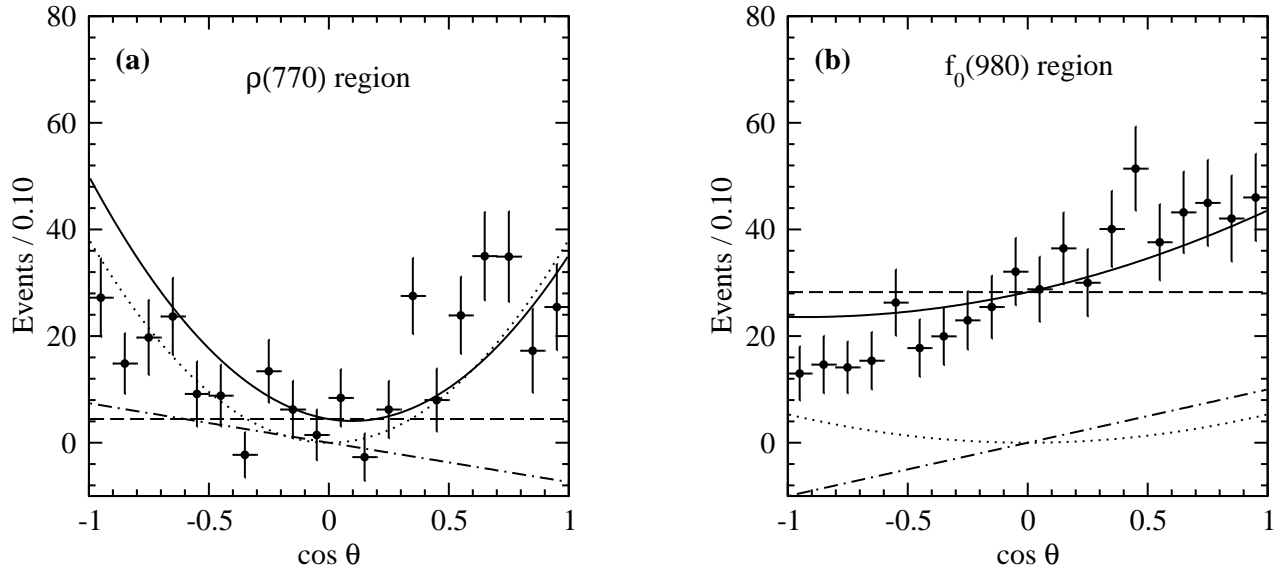 80
60
40
20
0
Events / 0.10
(a)
ρ(770) region
-1 -0.5 0 0.5 1
cos θ
80
60
40
20
0
Events / 0.10
(b)
f0(980) region
-1 -0.5 0 0.5 1
cos θ